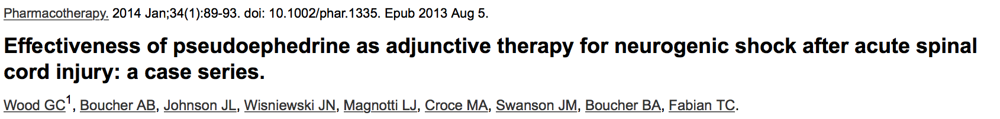 Pharmacotherapy. 2014 Jan;34(1):89-93. doi: 10.1002/phar.1335. Epub 2013 Aug 5.
Effectiveness of pseudoephedrine as adjunctive therapy for neurogenic shock after acute spinal
cord injury: a case series.
Wood GC1, Boucher AB, Johnson JL, Wisniewski JN, Magnotti LJ, Croce MA, Swanson JM, Boucher BA, Fabian TC.